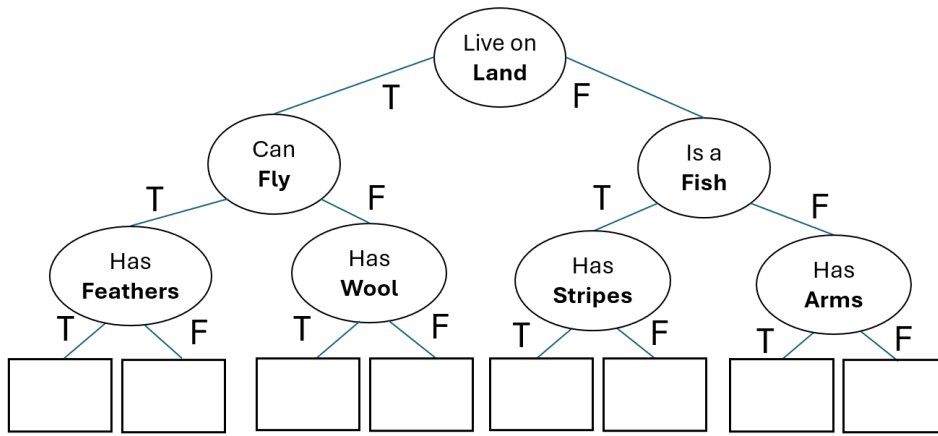 Live on
Land
T
F
Can
Fly
Is a
Fish
T
F
T
F
Has
Feathers
Has
Wool
Has
Stripes
Has
Arms
T
F
T
F
T
F
T
F